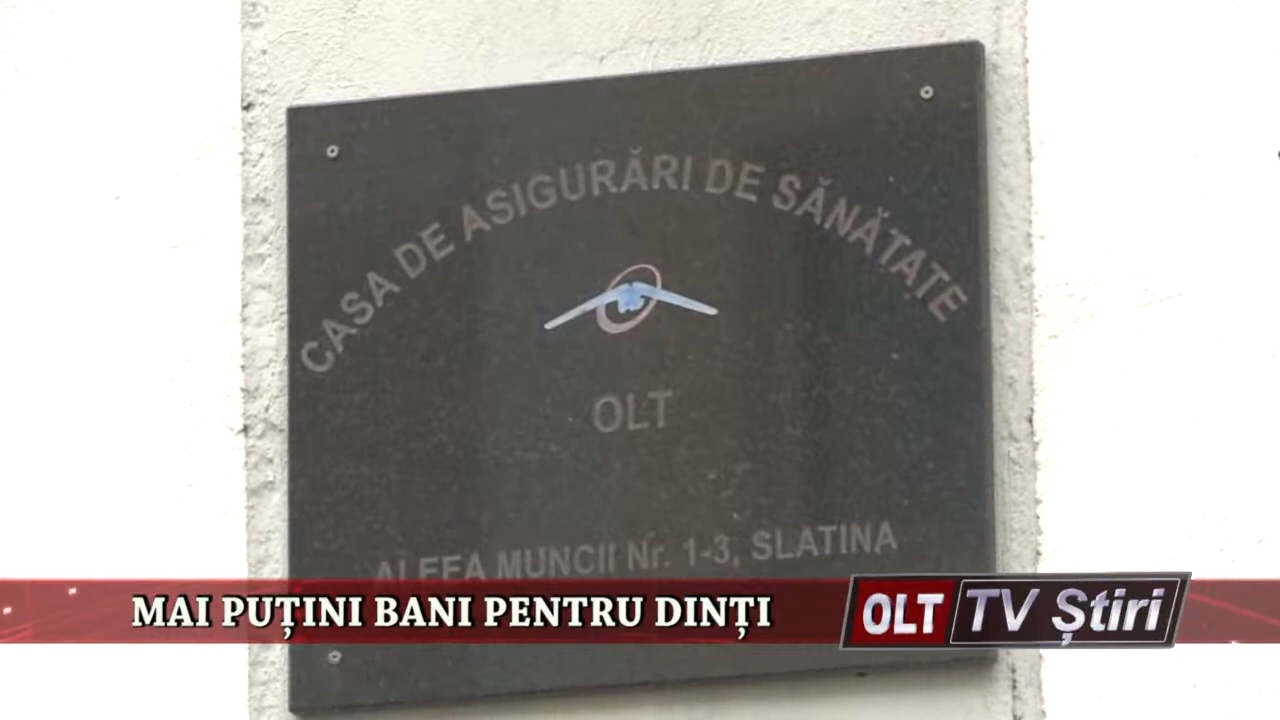 CASA DE ASIGURĂRI DE SĂNĂTATE
OLT
ALEEA MUNCII Nr. 1-3, SLATINA
MAI PUȚINI BANI PENTRU DINȚI
OLT TV Știri